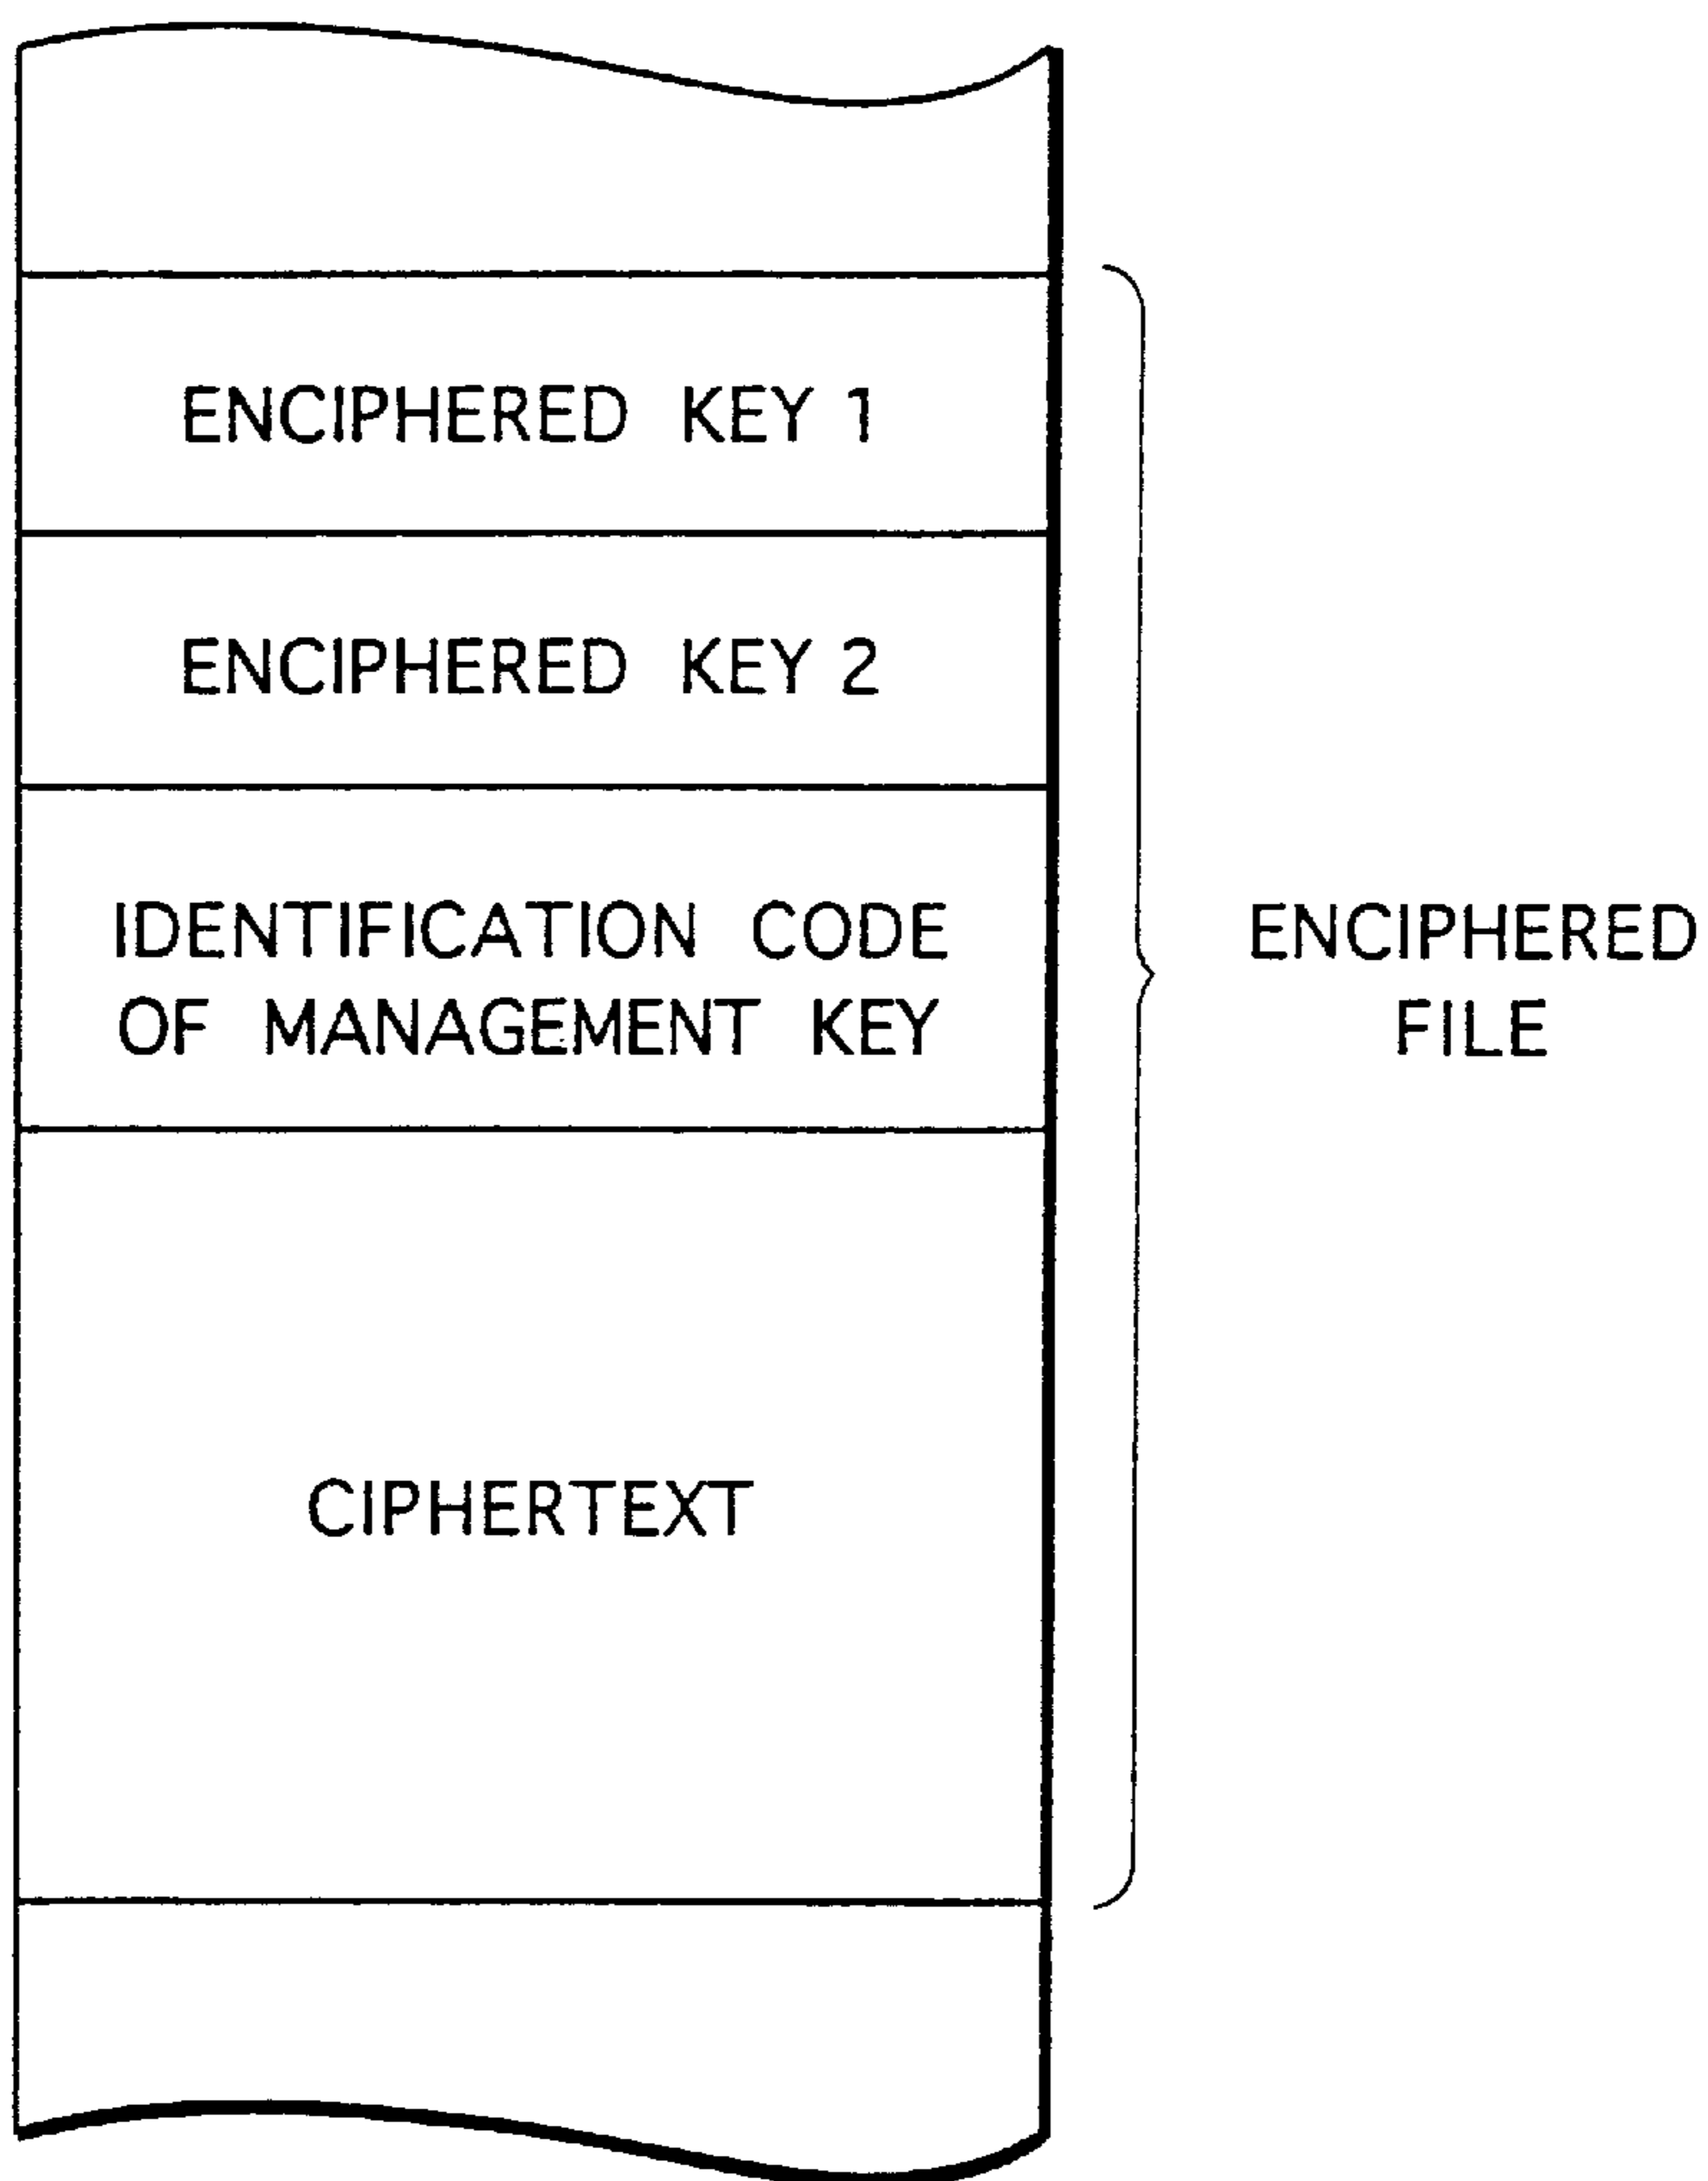 ENCIPHERED KEY 1
ENCIPHERED KEY 2
IDENTIFICATION CODE
OF MANAGEMENT KEY
ENCIPHERED
FILE
CIPHERTEXT